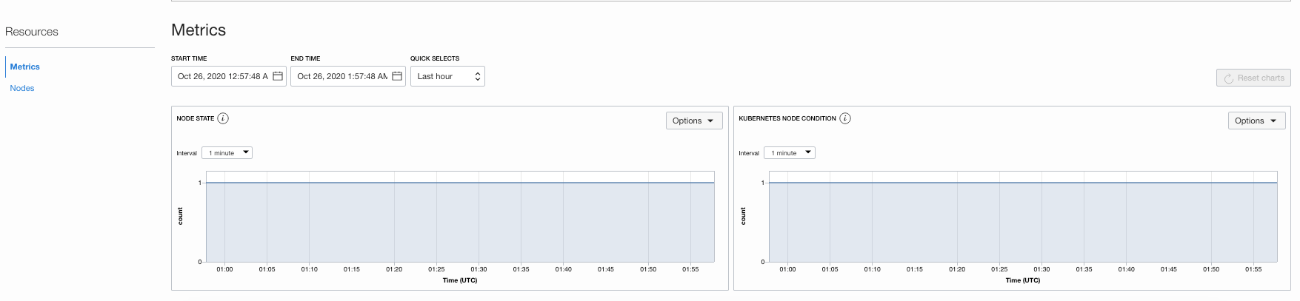 Resources
Metrics
Nodes
Metrics
START TIME END TIME QUICK SELECTS
Oct 26, 2020 12:57:48 A Oct 26, 2020 1:57:48 AM Last hour
Reset charts
NODE STATE i Options
Interval 1 minute
1
count
0
01:00 01:05 01:10 01:15 01:20 01:25 01:30 01:35 01:40 01:45 01:50 01:55
Time (UTC)
KUBERNETES NODE CONDITION i Options
Interval 1 minute
1
count
0
01:00 01:05 01:10 01:15 01:20 01:25 01:30 01:35 01:40 01:45 01:50 01:55
Time (UTC)